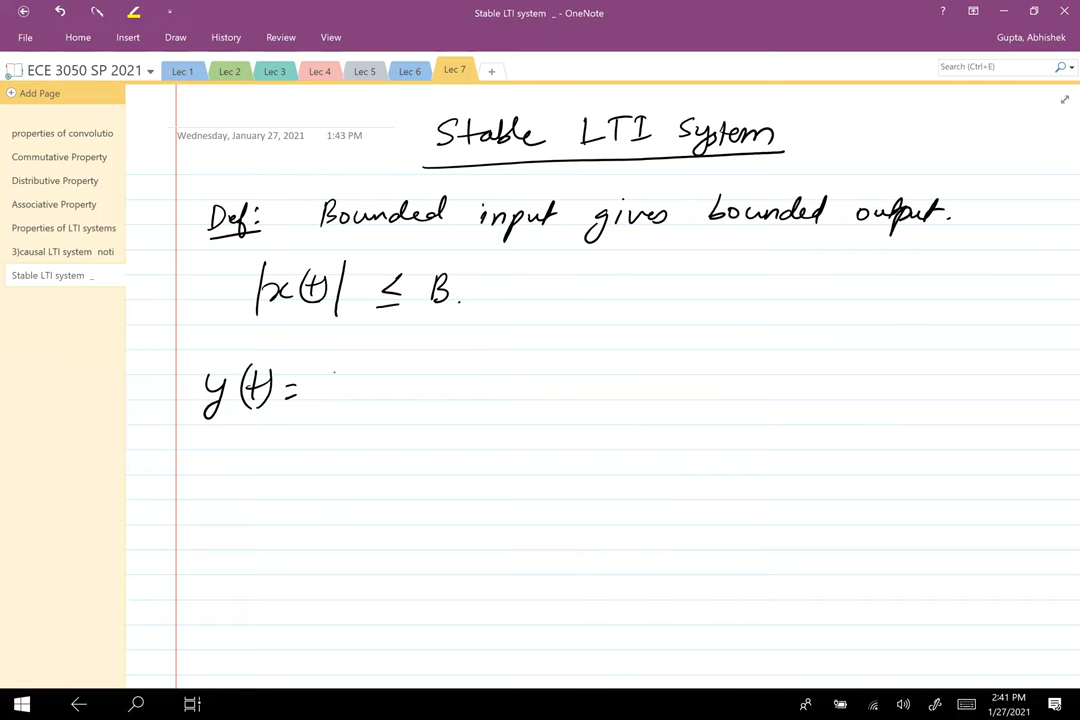 Stable LTI system _ - OneNote
?
File Home Insert Draw History Review View
Gupta, Abhishek
ECE 3050 SP 2021
Lec 1 Lec 2 Lec 3 Lec 4 Lec 5 Lec 6 Lec 7 +
Search (Ctrl+E)
Add Page
properties of convolutio
Commutative Property
Distributive Property
Associative Property
Properties of LTI systems
3)causal LTI system noti
Stable LTI system _
Wednesday, January 27, 2021 1:43 PM
Stable LTI System
Def: Bounded input gives bounded output.
|x(t)| ≤ B.
y(t) =
2:41 PM
1/27/2021